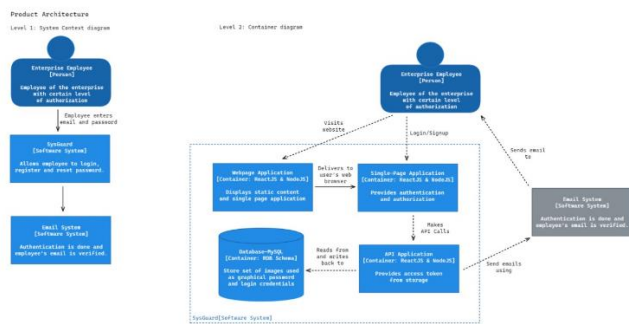 Product Architecture
Level 1: System Context diagram
Enterprise Employee
[Person]
Employee of the enterprise
with certain level
of authorization
Employee enters
email and password
SysGuard
[Software System]
Allows employee to login,
register and reset password.
Email System
[Software System]
Authentication is done and
employee's email is verified.
Level 2: Container diagram
Enterprise Employee
[Person]
Employee of the enterprise
with certain level
of authorization
Visits
website
Login/Signup
Sends email
to
Webpage Application
[Container: ReactJS & NodeJS]
Displays static content
and single page application
Delivers to
user's web
browser
Single-Page Application
[Container: ReactJS & NodeJS]
Provides authentication
and authorization
Email System
[Software System]
Authentication is done and
employee's email is verified.
Makes
API Calls
Database-MySQL
[Container: RDB Schema]
Store set of images used
as graphical password
and login credentials
Reads from
and writes
back to
API Application
[Container: ReactJS & NodeJS]
Provides access token
from storage
Send emails
using
SysGuard[Software System]